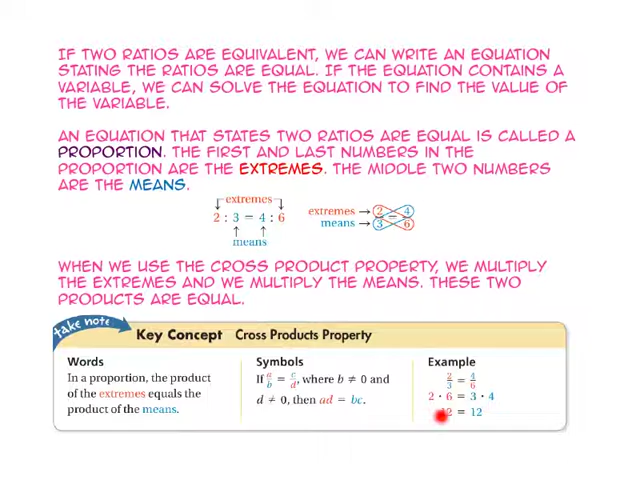 IF TWO RATIOS ARE EQUIVALENT, WE CAN WRITE AN EQUATION
STATING THE RATIOS ARE EQUAL. IF THE EQUATION CONTAINS A
VARIABLE, WE CAN SOLVE THE EQUATION TO FIND THE VALUE OF
THE VARIABLE.
AN EQUATION THAT STATES TWO RATIOS ARE EQUAL IS CALLED A
PROPORTION. THE FIRST AND LAST NUMBERS IN THE
PROPORTION ARE THE EXTREMES. THE MIDDLE TWO NUMBERS
ARE THE MEANS.
extremes
2 : 3 = 4 : 6
means
extremes → 2 = 4
means → 3 6
WHEN WE USE THE CROSS PRODUCT PROPERTY, WE MULTIPLY
THE EXTREMES AND WE MULTIPLY THE MEANS. THESE TWO
PRODUCTS ARE EQUAL.
take note
Key Concept Cross Products Property
Words
In a proportion, the product
of the extremes equals the
product of the means.
Symbols
If a/b = c/d, where b ≠ 0 and
d ≠ 0, then ad = bc.
Example
2/3 = 4/6
2 · 6 = 3 · 4
12 = 12